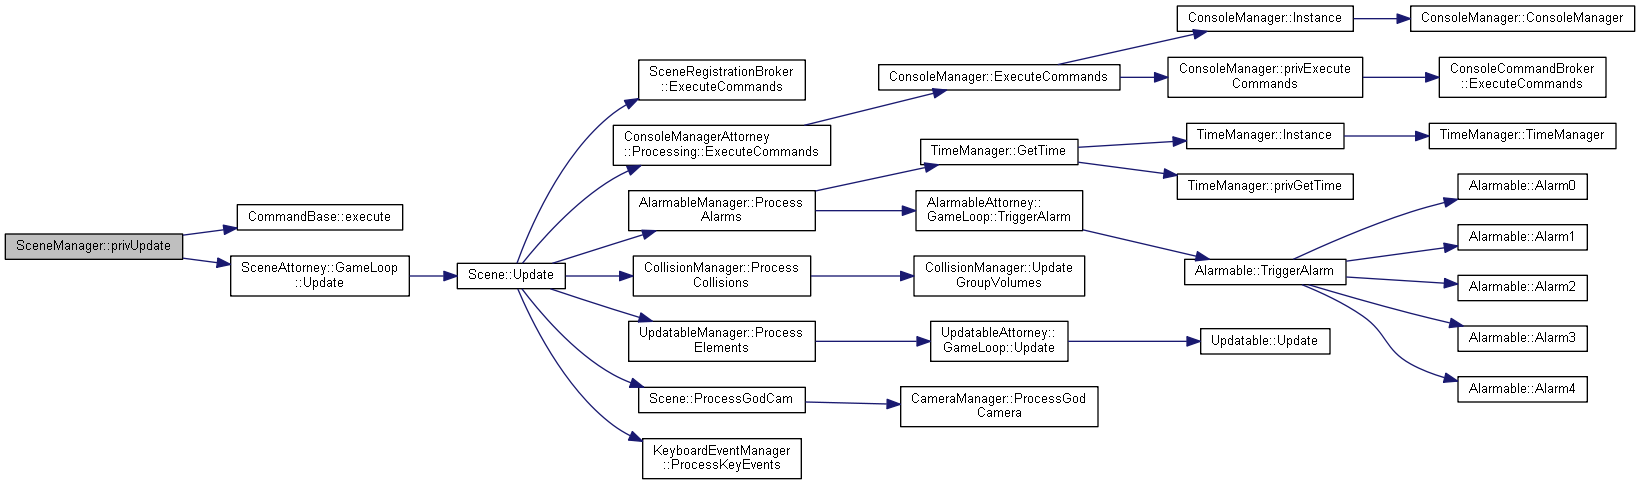 SceneManager::privUpdate
CommandBase::execute
SceneAttorney::GameLoop
::Update
Scene::Update
SceneRegistrationBroker
::ExecuteCommands
ConsoleManagerAttorney
::Processing::ExecuteCommands
AlarmableManager::Process
Alarms
CollisionManager::Process
Collisions
UpdatableManager::Process
Elements
Scene::ProcessGodCam
KeyboardEventManager
::ProcessKeyEvents
ConsoleManager::ExecuteCommands
TimeManager::GetTime
AlarmableAttorney::
GameLoop::TriggerAlarm
CollisionManager::Update
GroupVolumes
UpdatableAttorney::
GameLoop::Update
CameraManager::ProcessGod
Camera
ConsoleManager::Instance
ConsoleManager::privExecute
Commands
TimeManager::Instance
TimeManager::privGetTime
Alarmable::TriggerAlarm
Updatable::Update
ConsoleManager::ConsoleManager
ConsoleCommandBroker
::ExecuteCommands
TimeManager::TimeManager
Alarmable::Alarm0
Alarmable::Alarm1
Alarmable::Alarm2
Alarmable::Alarm3
Alarmable::Alarm4